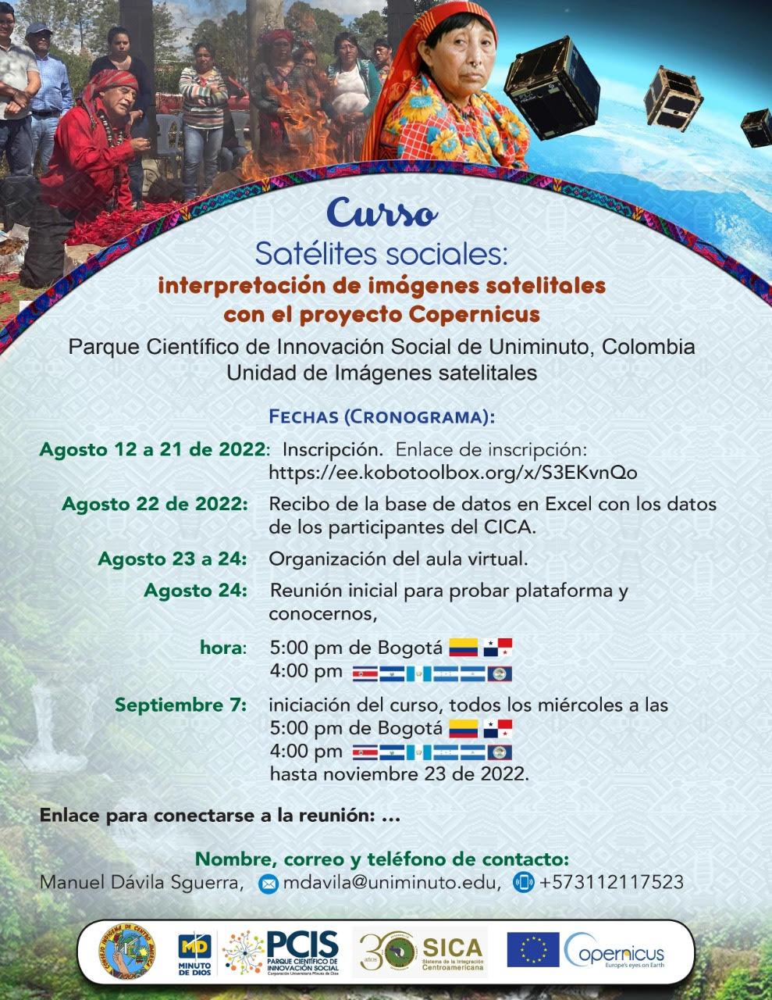 Curso
Satélites sociales:
interpretación de imágenes satelitales
con el proyecto Copernicus
Parque Científico de Innovación Social de Uniminuto, Colombia
Unidad de Imágenes satelitales
Fechas (Cronograma):
Agosto 12 a 21 de 2022: Inscripción. Enlace de inscripción:
https://ee.kobotoolbox.org/x/S3EKvnQo
Agosto 22 de 2022: Recibo de la base de datos en Excel con los datos
de los participantes del CICA.
Agosto 23 a 24: Organización del aula virtual.
Agosto 24: Reunión inicial para probar plataforma y
conocernos,
hora: 5:00 pm de Bogotá
4:00 pm
Septiembre 7: iniciación del curso, todos los miércoles a las
5:00 pm de Bogotá
4:00 pm
hasta noviembre 23 de 2022.
Enlace para conectarse a la reunión: ...
Nombre, correo y teléfono de contacto:
Manuel Dávila Sguerra, mdavila@uniminuto.edu, +573112117523
CONSEJO INDIGENA DE CENTRO AMERICA
MD
MINUTO
DE DIOS
PCIS
PARQUE CIENTÍFICO DE
INNOVACIÓN SOCIAL
Corporación Universitaria Minuto de Dios
30
años
SICA
Sistema de la Integración
Centroamericana
opernicus
Europe's eyes on Earth